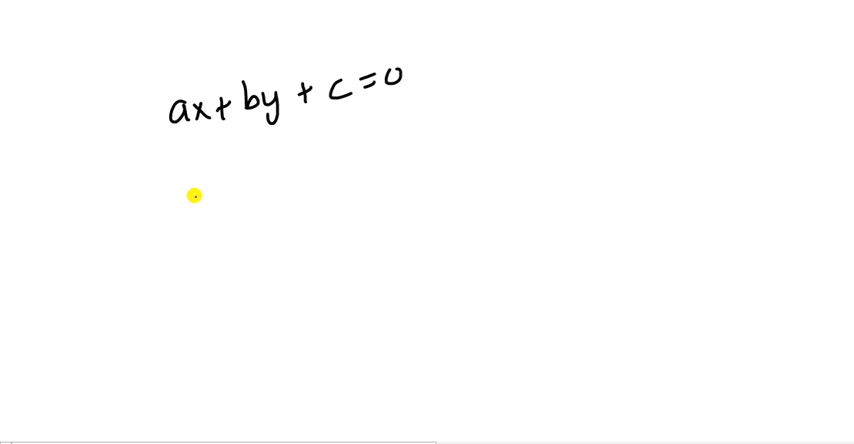 ax + by + c = 0